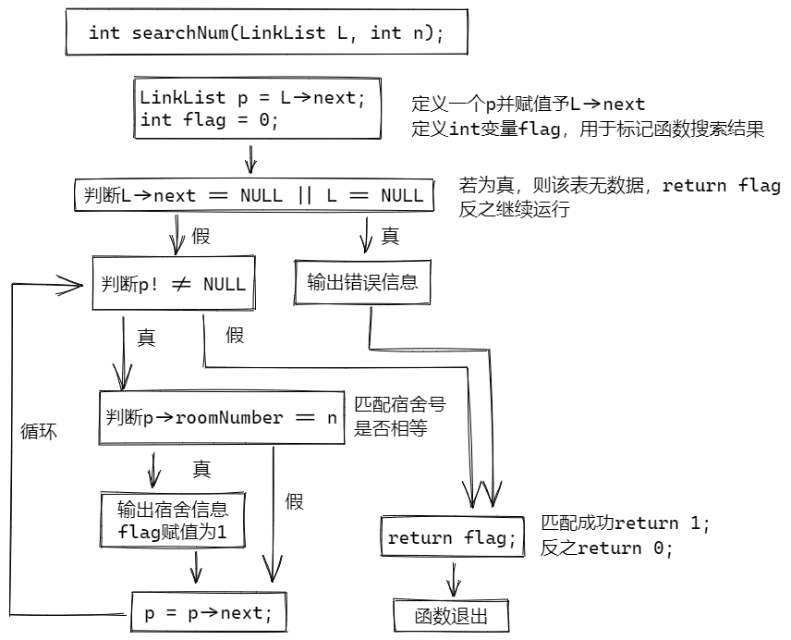 int searchNum(LinkList L, int n);
LinkList p = L→next;
int flag = 0;
定义一个p并赋值予L→next
定义int变量flag，用于标记函数搜索结果
判断L→next == NULL || L == NULL
若为真，则该表无数据，return flag
反之继续运行
假
真
判断p! ≠ NULL
输出错误信息
真
假
判断p→roomNumber == n
匹配宿舍号
是否相等
循环
真
假
输出宿舍信息
flag赋值为1
return flag;
匹配成功return 1;
反之return 0;
p = p→next;
函数退出